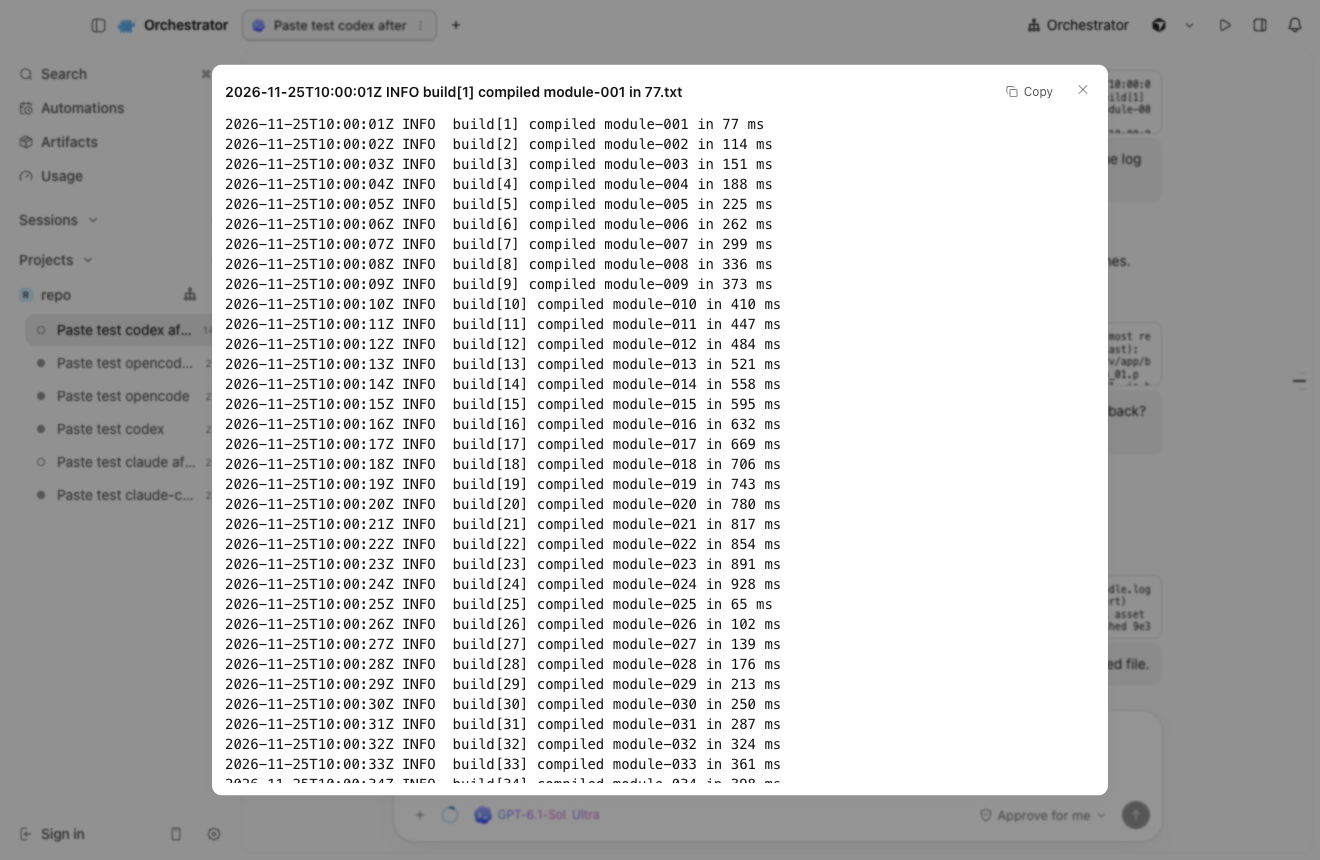 Orchestrator
Paste test codex after
Orchestrator
Search
Automations
Artifacts
Usage
Sessions
Projects
R repo
Paste test codex af...
Paste test opencod...
Paste test opencode
Paste test codex
Paste test claude af...
Paste test claude-c...
Sign in
2026-11-25T10:00:01Z INFO build[1] compiled module-001 in 77.txt
Copy
2026-11-25T10:00:01Z INFO  build[1] compiled module-001 in 77 ms
2026-11-25T10:00:02Z INFO  build[2] compiled module-002 in 114 ms
2026-11-25T10:00:03Z INFO  build[3] compiled module-003 in 151 ms
2026-11-25T10:00:04Z INFO  build[4] compiled module-004 in 188 ms
2026-11-25T10:00:05Z INFO  build[5] compiled module-005 in 225 ms
2026-11-25T10:00:06Z INFO  build[6] compiled module-006 in 262 ms
2026-11-25T10:00:07Z INFO  build[7] compiled module-007 in 299 ms
2026-11-25T10:00:08Z INFO  build[8] compiled module-008 in 336 ms
2026-11-25T10:00:09Z INFO  build[9] compiled module-009 in 373 ms
2026-11-25T10:00:10Z INFO  build[10] compiled module-010 in 410 ms
2026-11-25T10:00:11Z INFO  build[11] compiled module-011 in 447 ms
2026-11-25T10:00:12Z INFO  build[12] compiled module-012 in 484 ms
2026-11-25T10:00:13Z INFO  build[13] compiled module-013 in 521 ms
2026-11-25T10:00:14Z INFO  build[14] compiled module-014 in 558 ms
2026-11-25T10:00:15Z INFO  build[15] compiled module-015 in 595 ms
2026-11-25T10:00:16Z INFO  build[16] compiled module-016 in 632 ms
2026-11-25T10:00:17Z INFO  build[17] compiled module-017 in 669 ms
2026-11-25T10:00:18Z INFO  build[18] compiled module-018 in 706 ms
2026-11-25T10:00:19Z INFO  build[19] compiled module-019 in 743 ms
2026-11-25T10:00:20Z INFO  build[20] compiled module-020 in 780 ms
2026-11-25T10:00:21Z INFO  build[21] compiled module-021 in 817 ms
2026-11-25T10:00:22Z INFO  build[22] compiled module-022 in 854 ms
2026-11-25T10:00:23Z INFO  build[23] compiled module-023 in 891 ms
2026-11-25T10:00:24Z INFO  build[24] compiled module-024 in 928 ms
2026-11-25T10:00:25Z INFO  build[25] compiled module-025 in 65 ms
2026-11-25T10:00:26Z INFO  build[26] compiled module-026 in 102 ms
2026-11-25T10:00:27Z INFO  build[27] compiled module-027 in 139 ms
2026-11-25T10:00:28Z INFO  build[28] compiled module-028 in 176 ms
2026-11-25T10:00:29Z INFO  build[29] compiled module-029 in 213 ms
2026-11-25T10:00:30Z INFO  build[30] compiled module-030 in 250 ms
2026-11-25T10:00:31Z INFO  build[31] compiled module-031 in 287 ms
2026-11-25T10:00:32Z INFO  build[32] compiled module-032 in 324 ms
2026-11-25T10:00:33Z INFO  build[33] compiled module-033 in 361 ms
log
back?
asset
file.
GPT-6.1-Sol Ultra
Approve for me